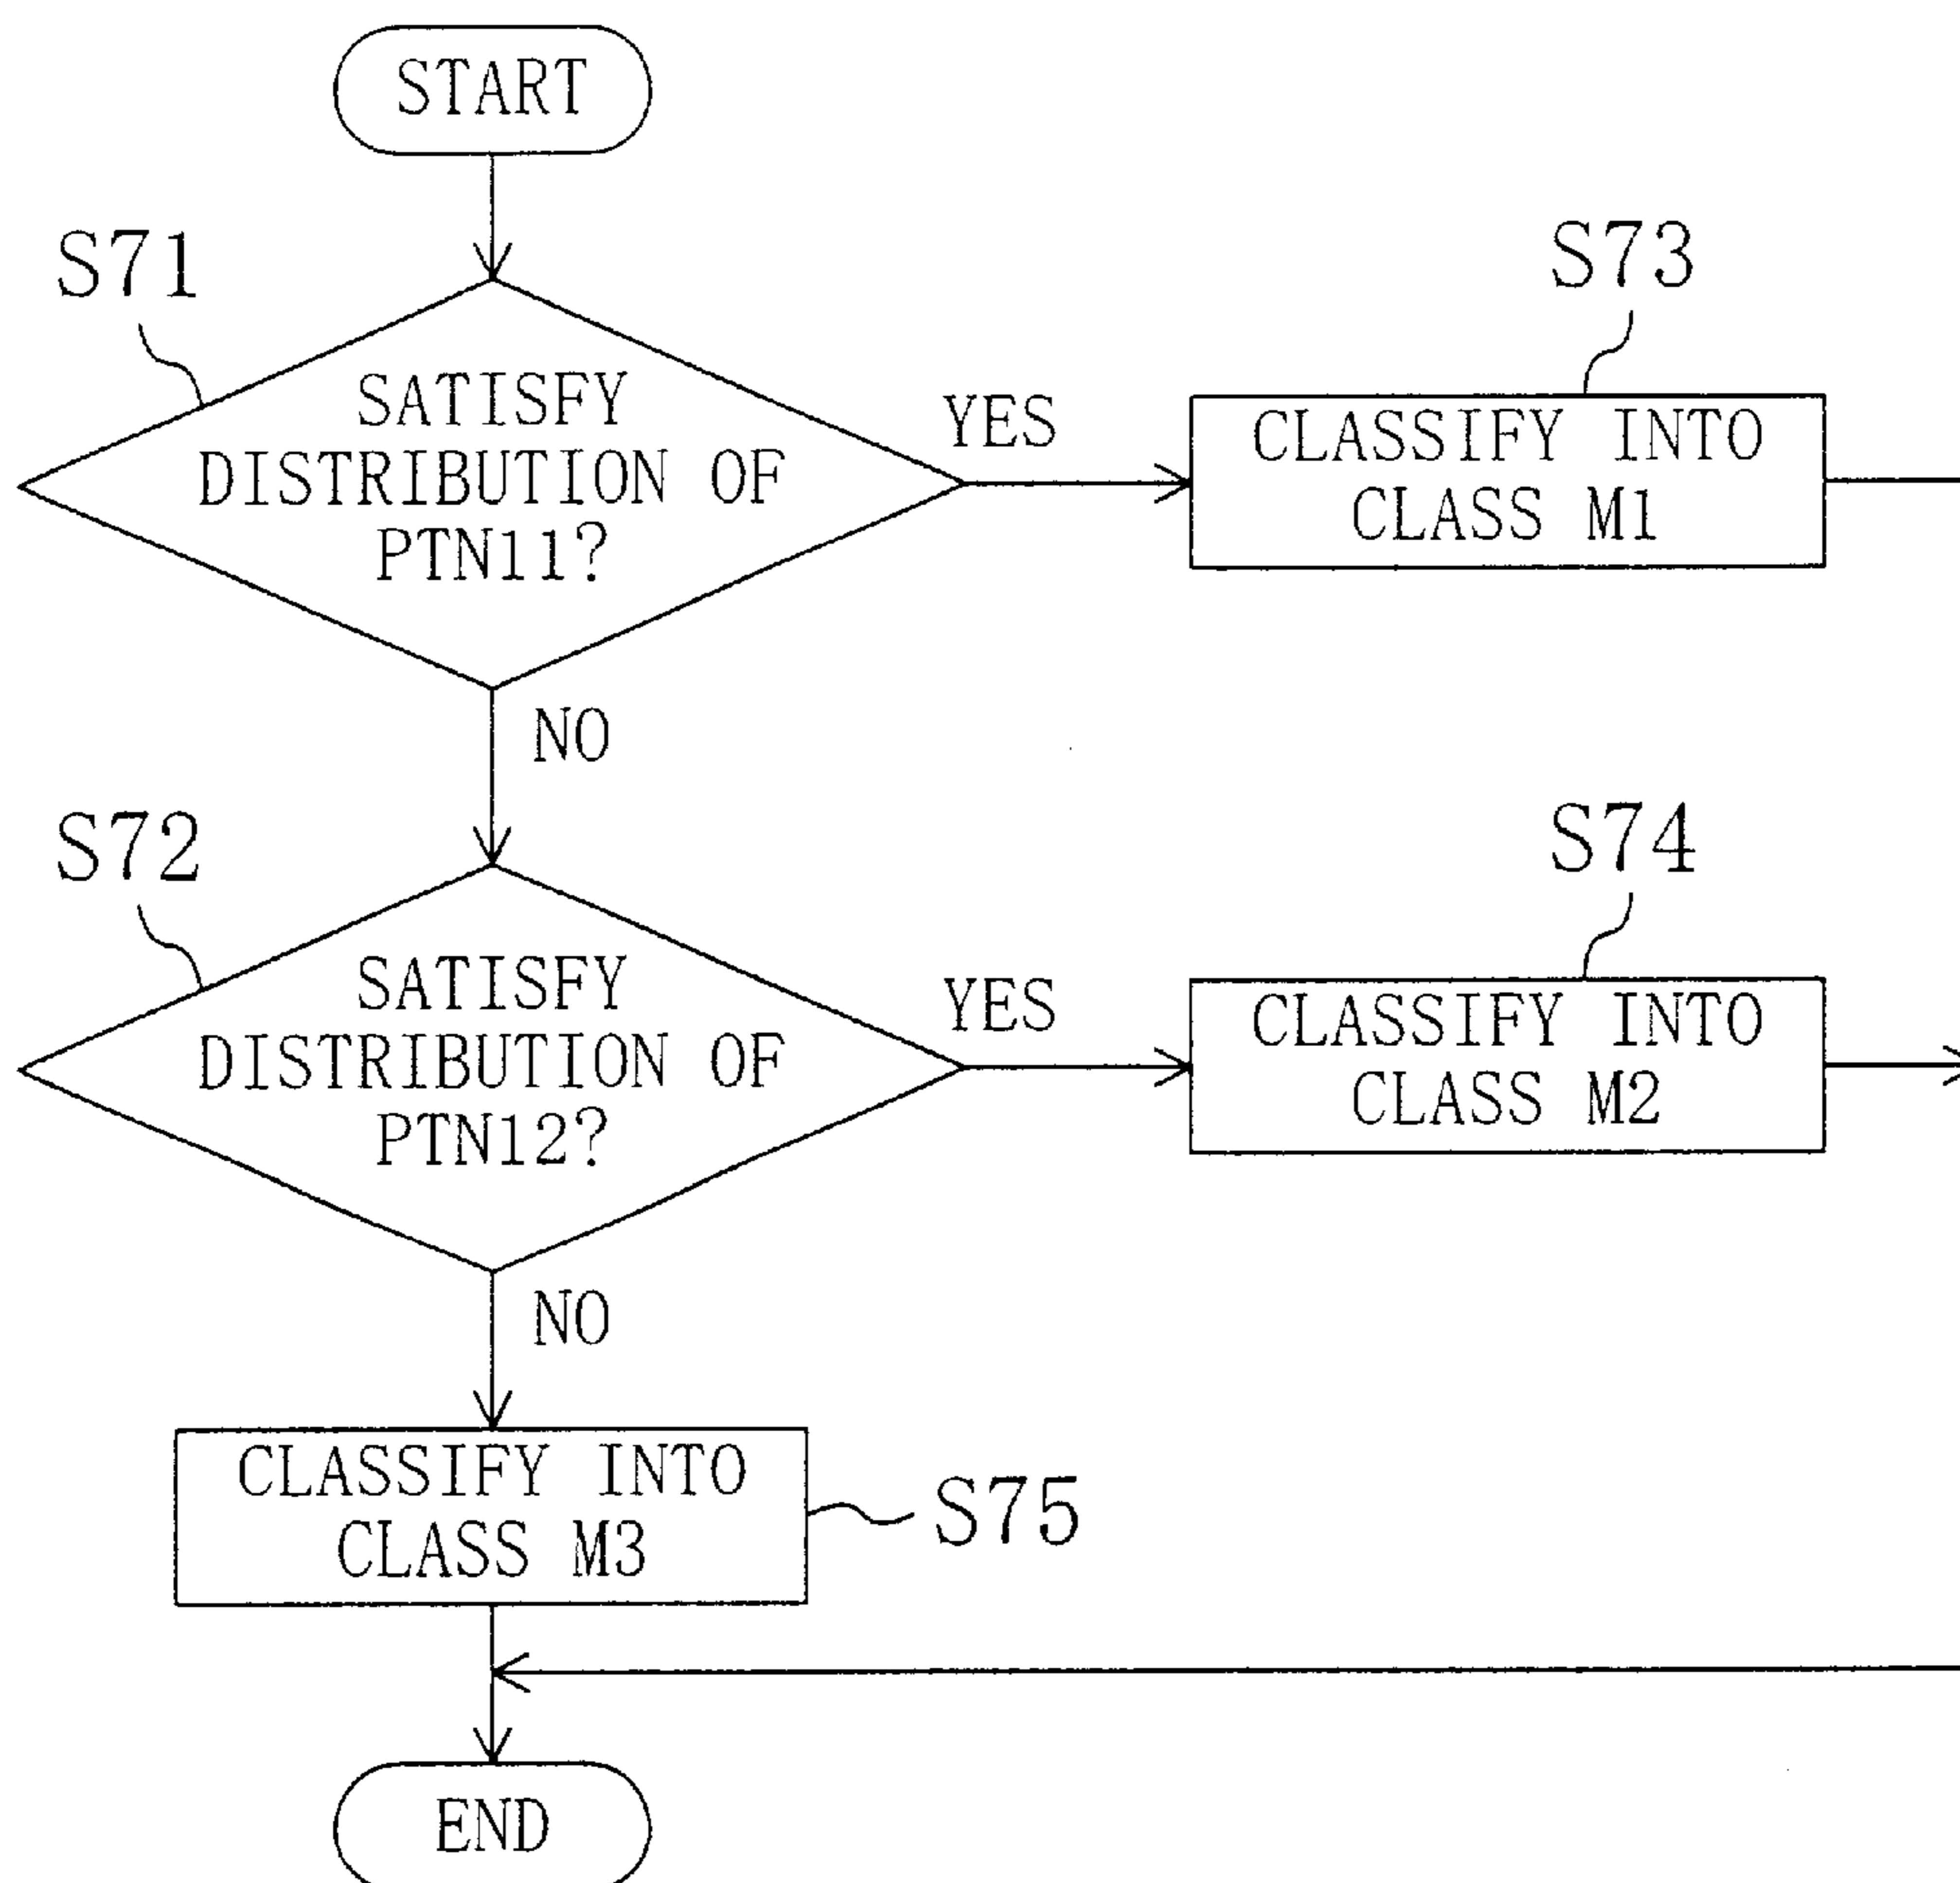 START
S71
SATISFY
DISTRIBUTION OF
PTN11?
YES
S73
CLASSIFY INTO
CLASS M1
NO
S72
SATISFY
DISTRIBUTION OF
PTN12?
YES
S74
CLASSIFY INTO
CLASS M2
NO
CLASSIFY INTO
CLASS M3
S75
END